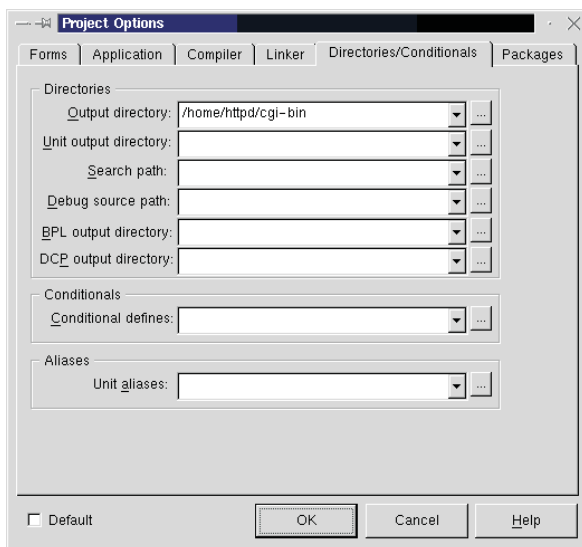 Project Options
Forms Application Compiler Linker Directories/Conditionals Packages
Directories
Output directory: /home/httpd/cgi-bin ...
Unit output directory: ...
Search path: ...
Debug source path: ...
BPL output directory: ...
DCP output directory: ...
Conditionals
Conditional defines: ...
Aliases
Unit aliases: ...
Default OK Cancel Help